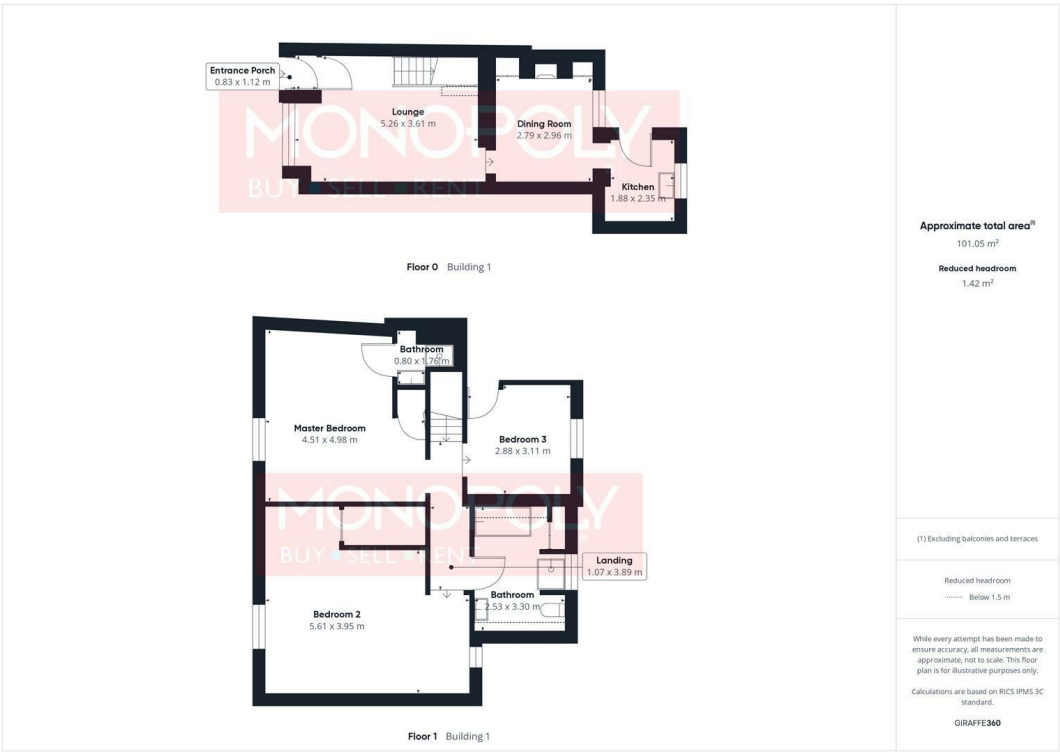 Entrance Porch
0.83 x 1.12 m
Lounge
5.26 x 3.61 m
Dining Room
2.79 x 2.96 m
Kitchen
1.88 x 2.35 m
MONOPOLY
BUY • SELL • RENT
Floor 0 Building 1
Bathroom
0.80 x 1.76 m
Master Bedroom
4.51 x 4.98 m
Bedroom 3
2.88 x 3.11 m
MONOPOLY
BUY • SELL • RENT
®
Landing
1.07 x 3.89 m
Bathroom
2.53 x 3.30 m
Bedroom 2
5.61 x 3.95 m
Floor 1 Building 1
Approximate total area(1)
101.05 m²
Reduced headroom
1.42 m²
(1) Excluding balconies and terraces
Reduced headroom
Below 1.5 m
While every attempt has been made to
ensure accuracy, all measurements are
approximate, not to scale. This floor
plan is for illustrative purposes only.
Calculations are based on RICS IPMS 3C
standard.
GIRAFFE360